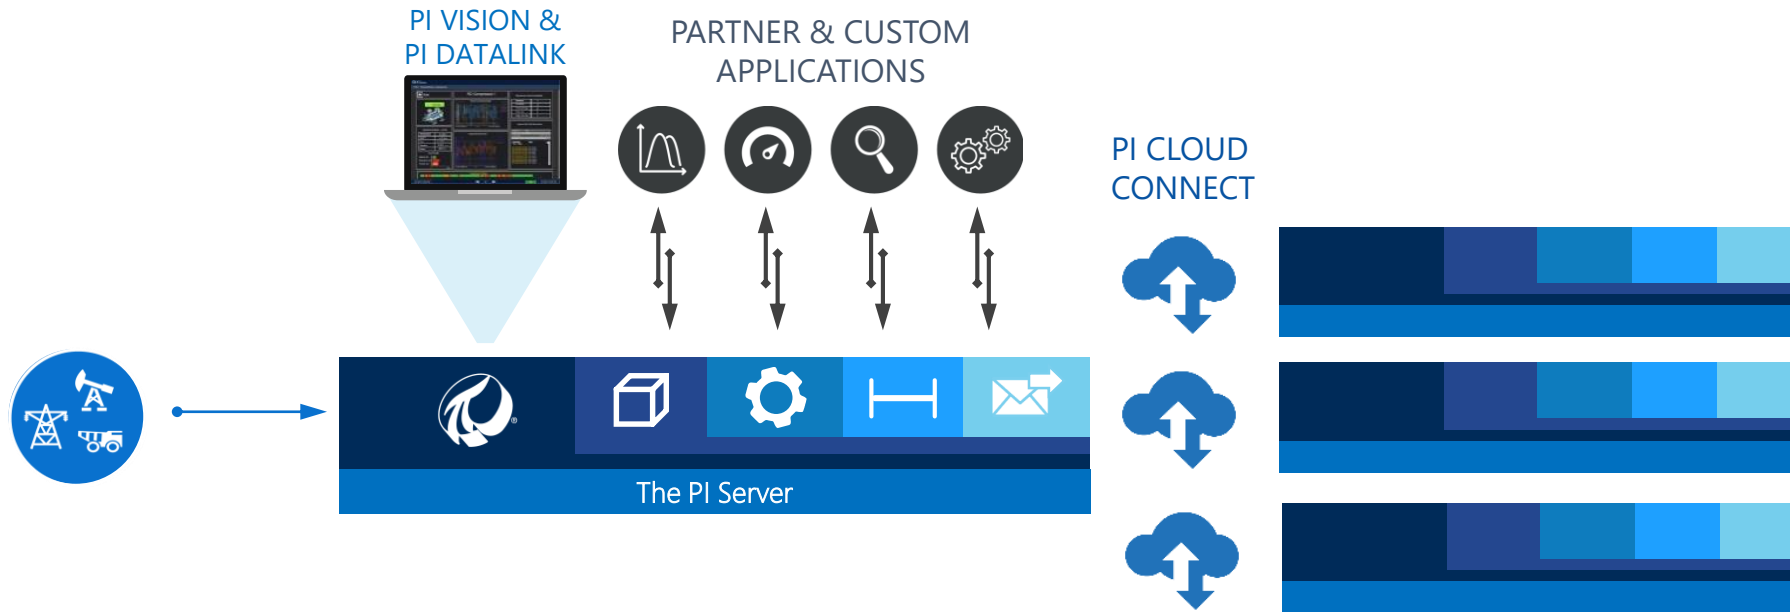 PI VISION &
PI DATALINK
PARTNER & CUSTOM
APPLICATIONS
PI CLOUD
CONNECT
The PI Server